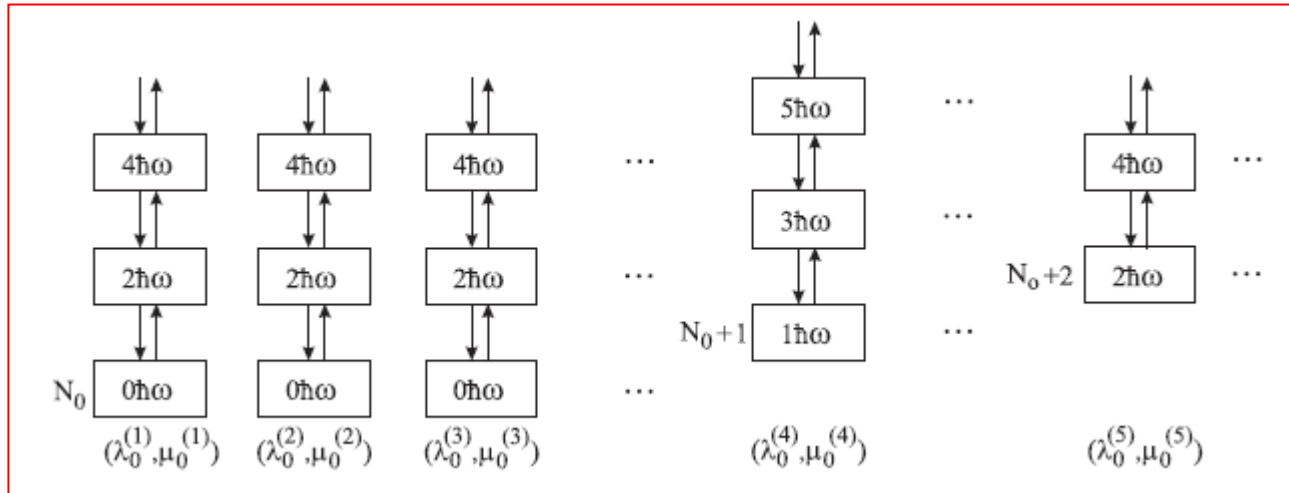 5ħω ...
4ħω 4ħω 4ħω ... 4ħω ...
3ħω ...
2ħω 2ħω 2ħω ... N₀+2 2ħω ...
N₀+1 1ħω ...
N₀ 0ħω 0ħω 0ħω ...
(λ₀⁽¹⁾,μ₀⁽¹⁾) (λ₀⁽²⁾,μ₀⁽²⁾) (λ₀⁽³⁾,μ₀⁽³⁾) (λ₀⁽⁴⁾,μ₀⁽⁴⁾) (λ₀⁽⁵⁾,μ₀⁽⁵⁾)